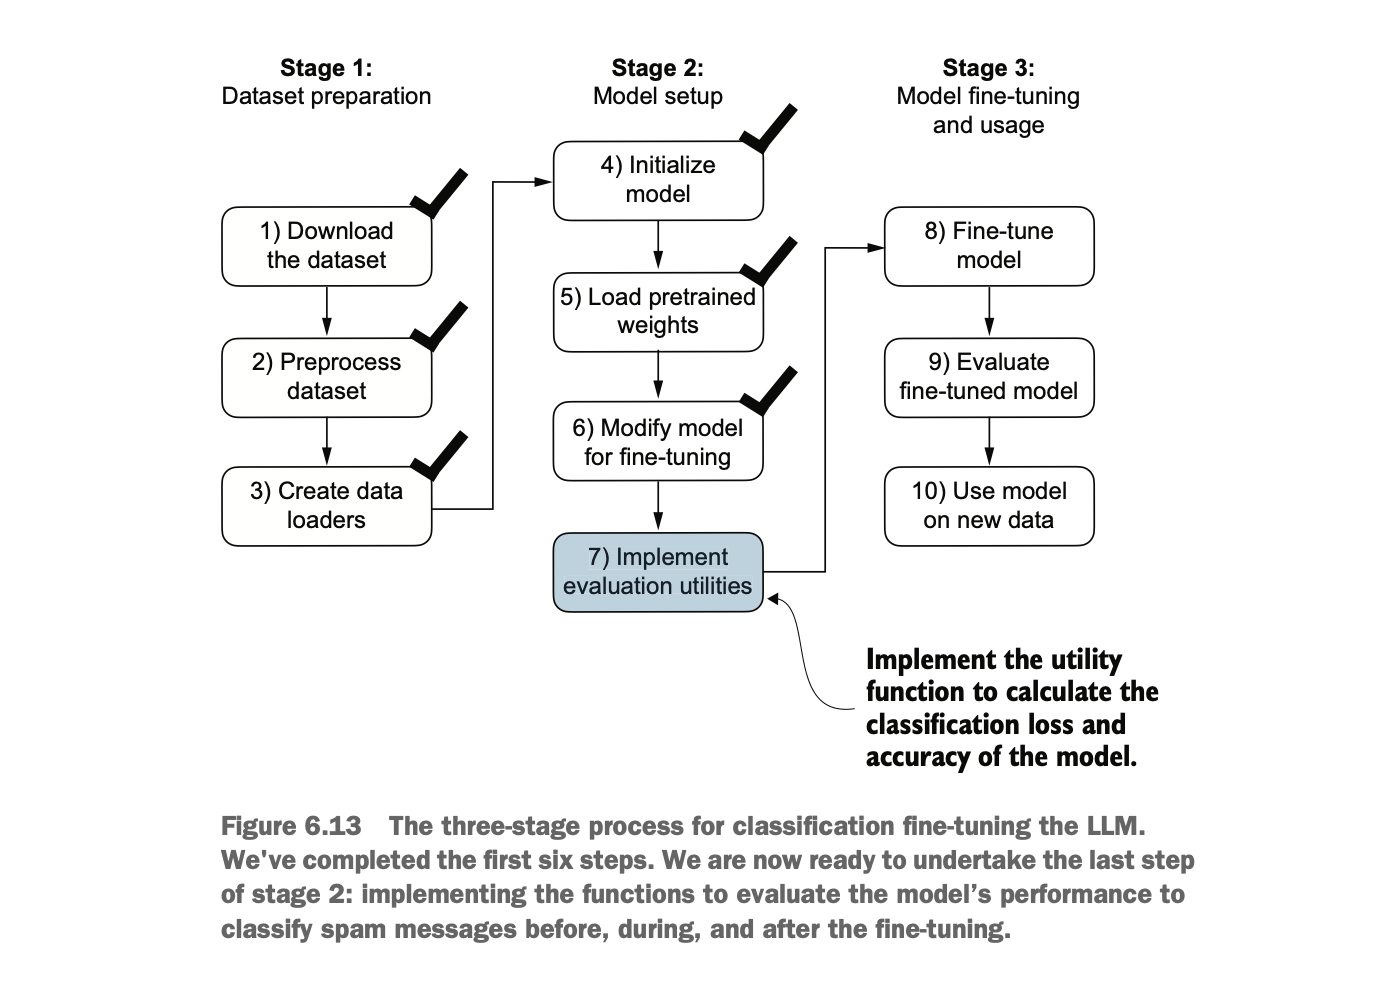 Stage 1:
Dataset preparation
1) Download
the dataset
2) Preprocess
dataset
3) Create data
loaders
Stage 2:
Model setup
4) Initialize
model
5) Load pretrained
weights
6) Modify model
for fine-tuning
7) Implement
evaluation utilities
Stage 3:
Model fine-tuning
and usage
8) Fine-tune
model
9) Evaluate
fine-tuned model
10) Use model
on new data
Implement the utility
function to calculate the
classification loss and
accuracy of the model.
Figure 6.13 The three-stage process for classification fine-tuning the LLM.
We've completed the first six steps. We are now ready to undertake the last step
of stage 2: implementing the functions to evaluate the model’s performance to
classify spam messages before, during, and after the fine-tuning.